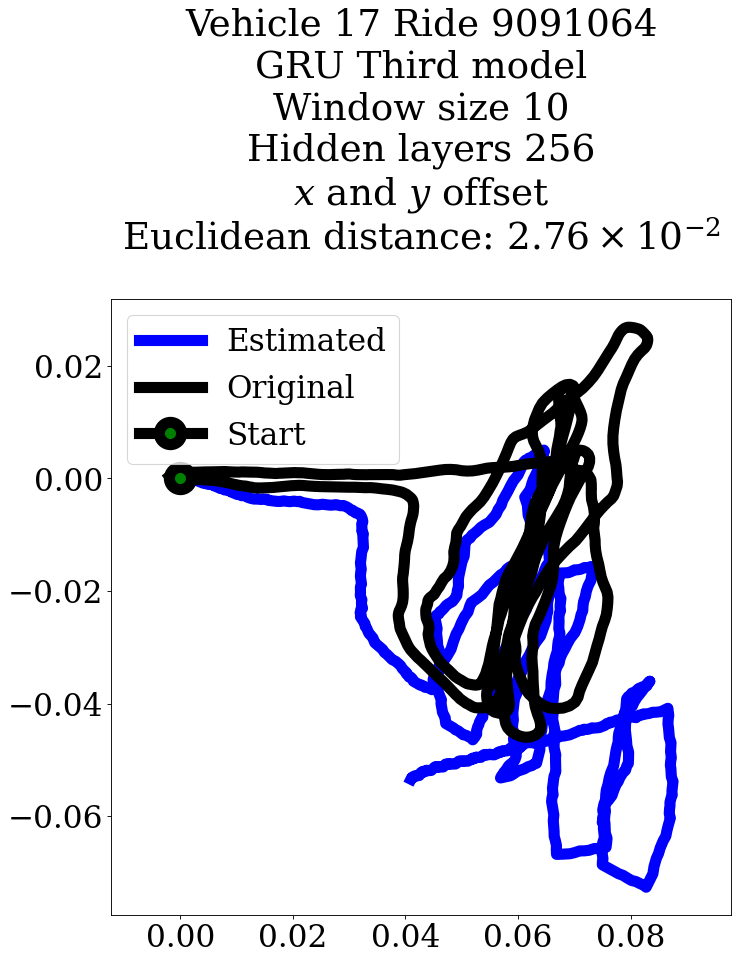 Vehicle 17 Ride 9091064
GRU Third model
Window size 10
Hidden layers 256
x and y offset
Euclidean distance: 2.76 × 10⁻²
Estimated
Original
Start
0.02
0.00
−0.02
−0.04
−0.06
0.00 0.02 0.04 0.06 0.08